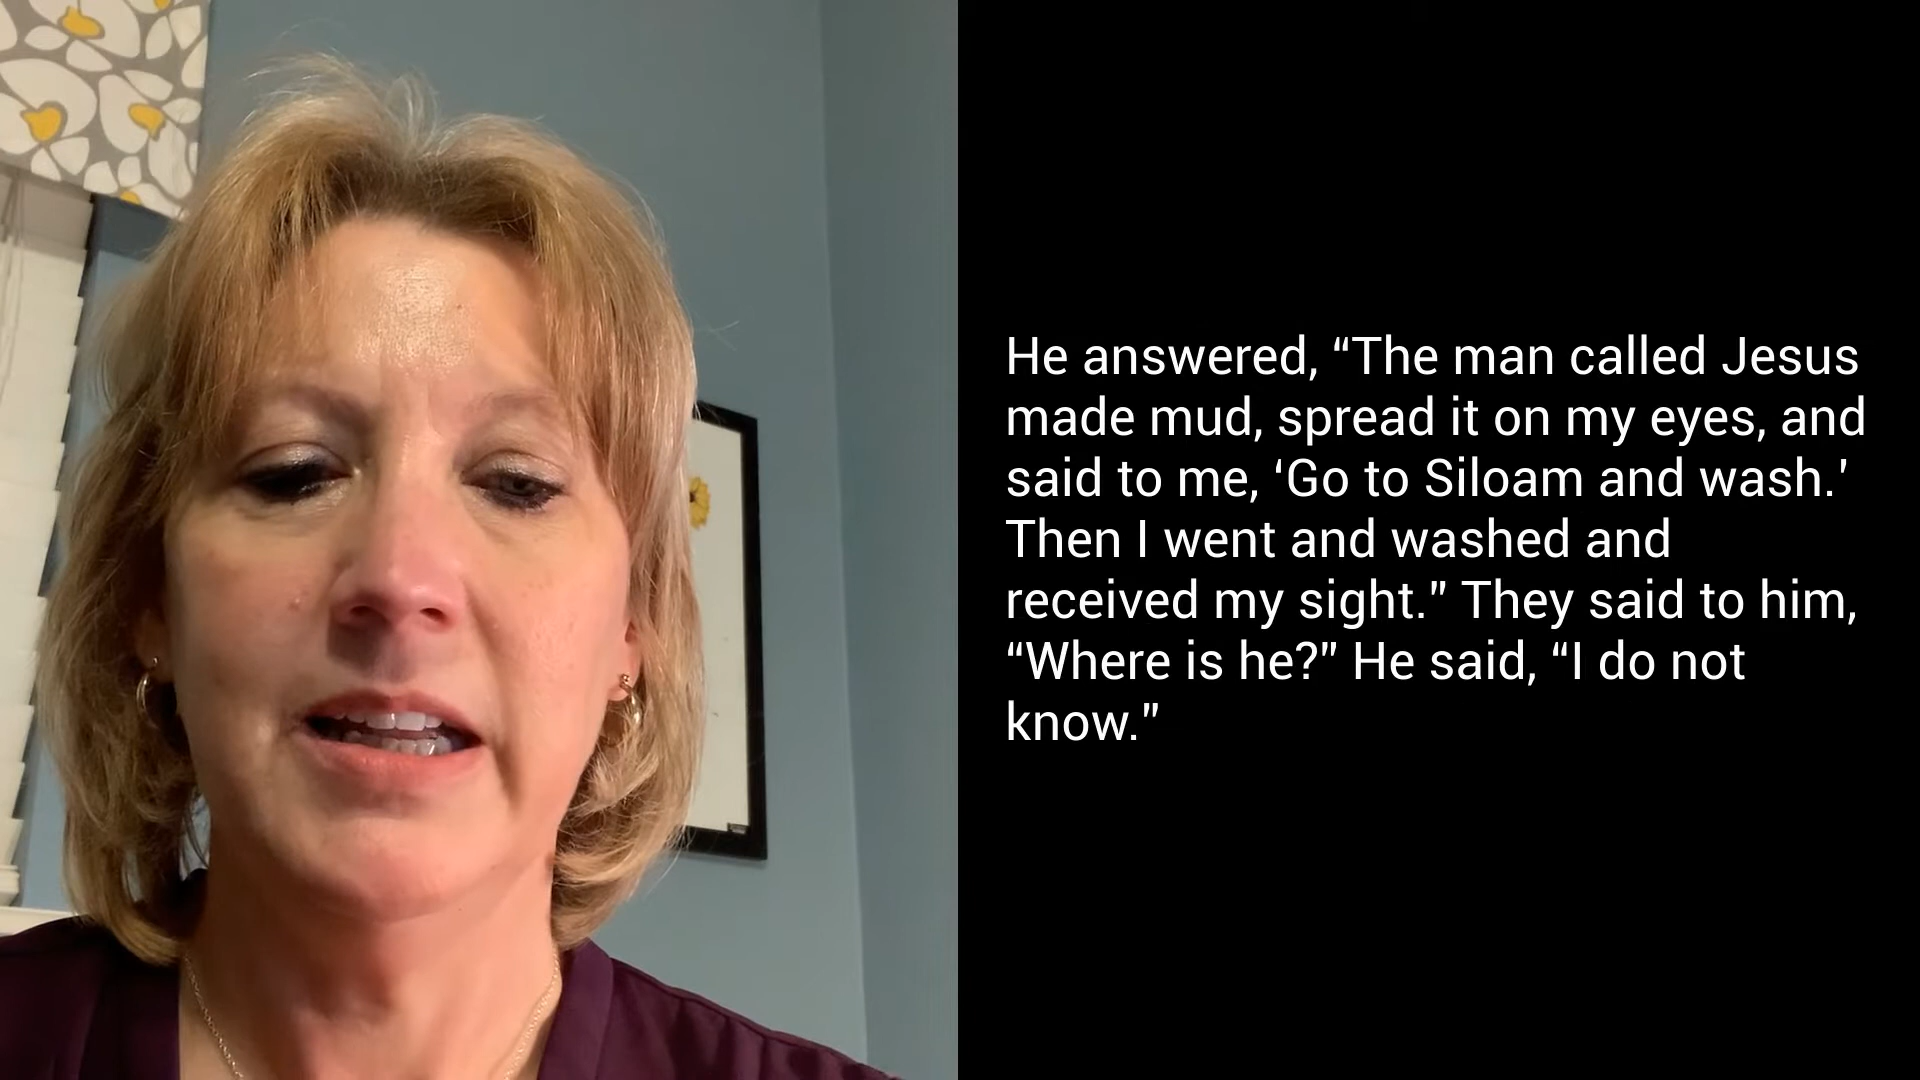 He answered, “The man called Jesus
made mud, spread it on my eyes, and
said to me, ‘Go to Siloam and wash.’
Then I went and washed and
received my sight.” They said to him,
“Where is he?” He said, “I do not
know.”